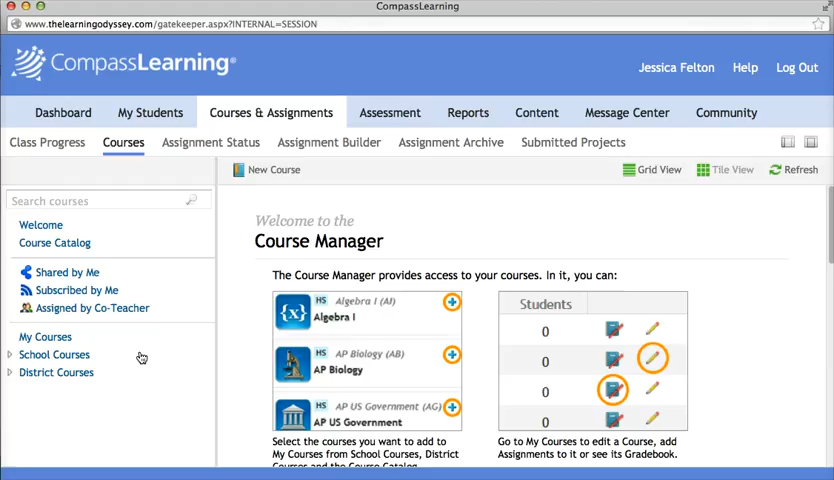 CompassLearning
www.thelearningodyssey.com/gatekeeper.aspx?INTERNAL=SESSION
CompassLearning®
Jessica Felton Help Log Out
Dashboard My Students Courses & Assignments Assessment Reports Content Message Center Community
Class Progress Courses Assignment Status Assignment Builder Assignment Archive Submitted Projects
New Course Grid View Tile View Refresh
Search courses
Welcome
Course Catalog
Shared by Me
Subscribed by Me
Assigned by Co-Teacher
My Courses
School Courses
District Courses
Welcome to the
Course Manager
The Course Manager provides access to your courses. In it, you can:
{x} HS Algebra I (AI)
Algebra I
HS AP Biology (AB)
AP Biology
HS AP US Government (AG)
AP US Government
Students
0
0
0
0
Select the courses you want to add to
My Courses from School Courses, District
Courses and the Course Catalog.
Go to My Courses to edit a Course, add
Assignments to it or see its Gradebook.